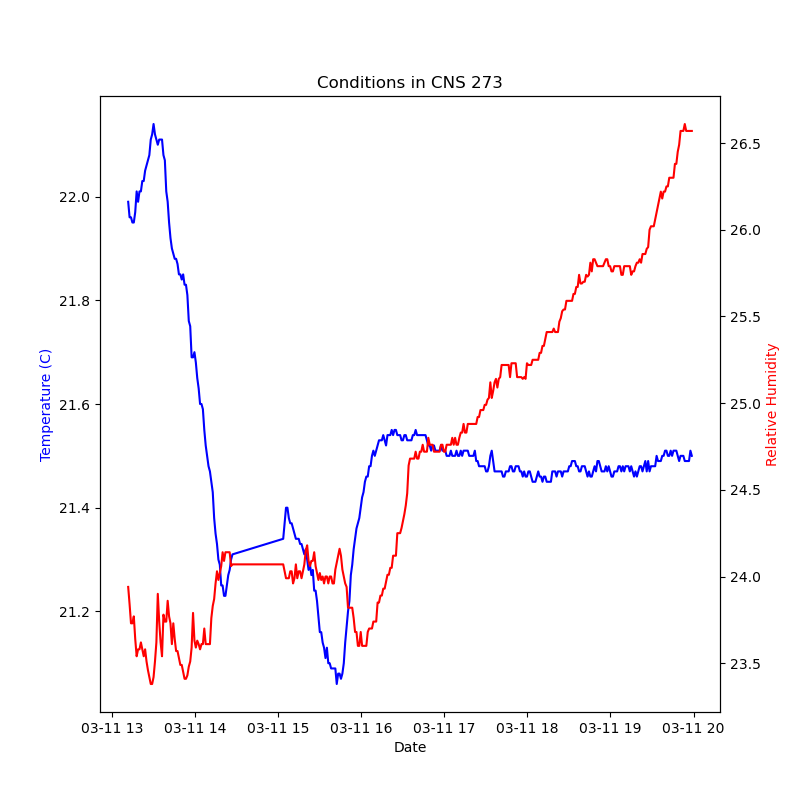 Conditions in CNS 273
Temperature (C)
22.0
21.8
21.6
21.4
21.2
26.5
26.0
25.5
25.0
24.5
24.0
23.5
Relative Humidity
03-11 13 03-11 14 03-11 15 03-11 16 03-11 17 03-11 18 03-11 19 03-11 20
Date